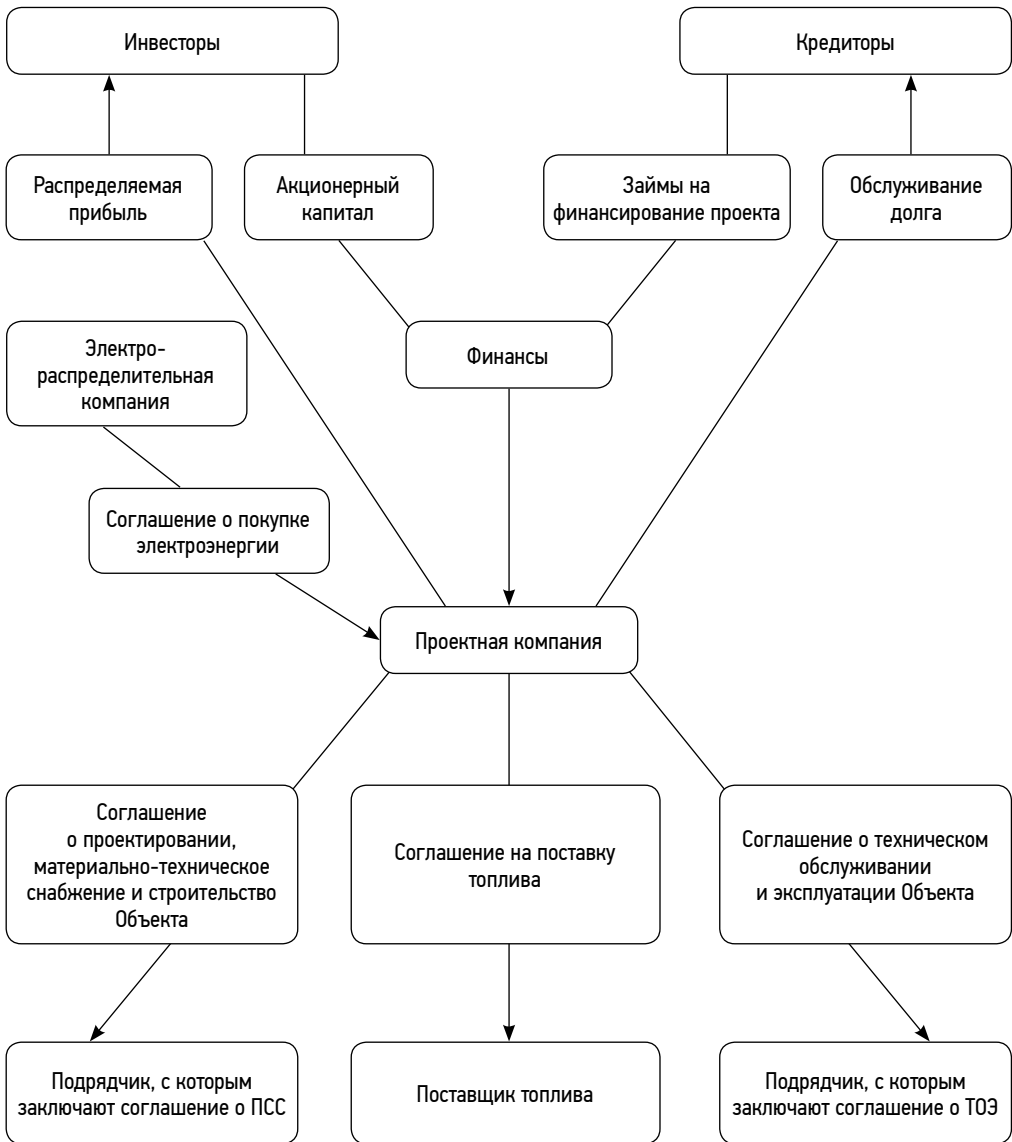 Инвесторы
Кредиторы
Распределяемая
прибыль
Акционерный
капитал
Займы на
финансирование проекта
Обслуживание
долга
Электро-
распределительная
компания
Финансы
Соглашение о покупке
электроэнергии
Проектная компания
Соглашение
о проектировании,
материально-техническое
снабжение и строительство
Объекта
Соглашение на поставку
топлива
Соглашение о техническом
обслуживании
и эксплуатации Объекта
Подрядчик, с которым
заключают соглашение о ПСС
Поставщик топлива
Подрядчик, с которым
заключают соглашение о ТОЭ